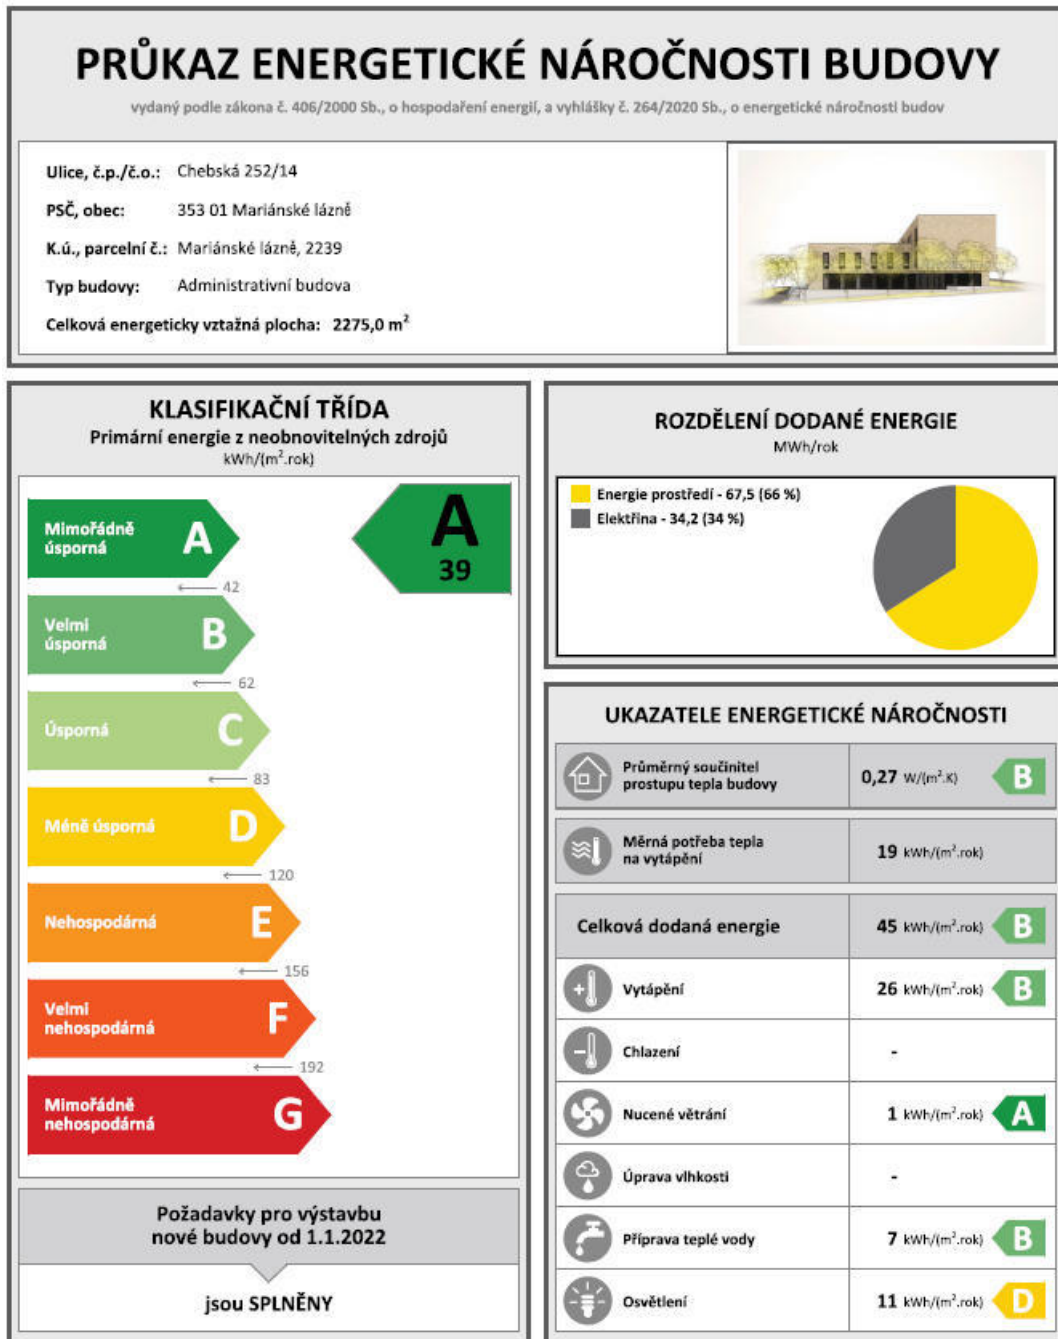 PRŮKAZ ENERGETICKÉ NÁROČNOSTI BUDOVY
vydaný podle zákona č. 406/2000 Sb., o hospodaření energií, a vyhlášky č. 264/2020 Sb., o energetické náročnosti budov
Ulice, č.p./č.o.: Chebská 252/14
PSČ, obec: 353 01 Mariánské lázně
K.ú., parcelní č.: Mariánské lázně, 2239
Typ budovy: Administrativní budova
Celková energeticky vztažná plocha: 2275,0 m²
KLASIFIKAČNÍ TŘÍDA
Primární energie z neobnovitelných zdrojů
kWh/(m².rok)
Mimořádně
úsporná
A
A
39
42
Velmi
úsporná
B
62
Úsporná
C
83
Méně úsporná
D
120
Nehospodárná
E
156
Velmi
nehospodárná
F
192
Mimořádně
nehospodárná
G
Požadavky pro výstavbu
nové budovy od 1.1.2022
jsou SPLNĚNY
ROZDĚLENÍ DODANÉ ENERGIE
MWh/rok
Energie prostředí - 67,5 (66 %)
Elektřina - 34,2 (34 %)
UKAZATELE ENERGETICKÉ NÁROČNOSTI
Průměrný součinitel
prostupu tepla budovy
0,27 W/(m².K) B
Měrná potřeba tepla
na vytápění
19 kWh/(m².rok)
Celková dodaná energie 45 kWh/(m².rok) B
Vytápění 26 kWh/(m².rok) B
Chlazení -
Nucené větrání 1 kWh/(m².rok) A
Úprava vlhkosti -
Příprava teplé vody 7 kWh/(m².rok) B
Osvětlení 11 kWh/(m².rok) D